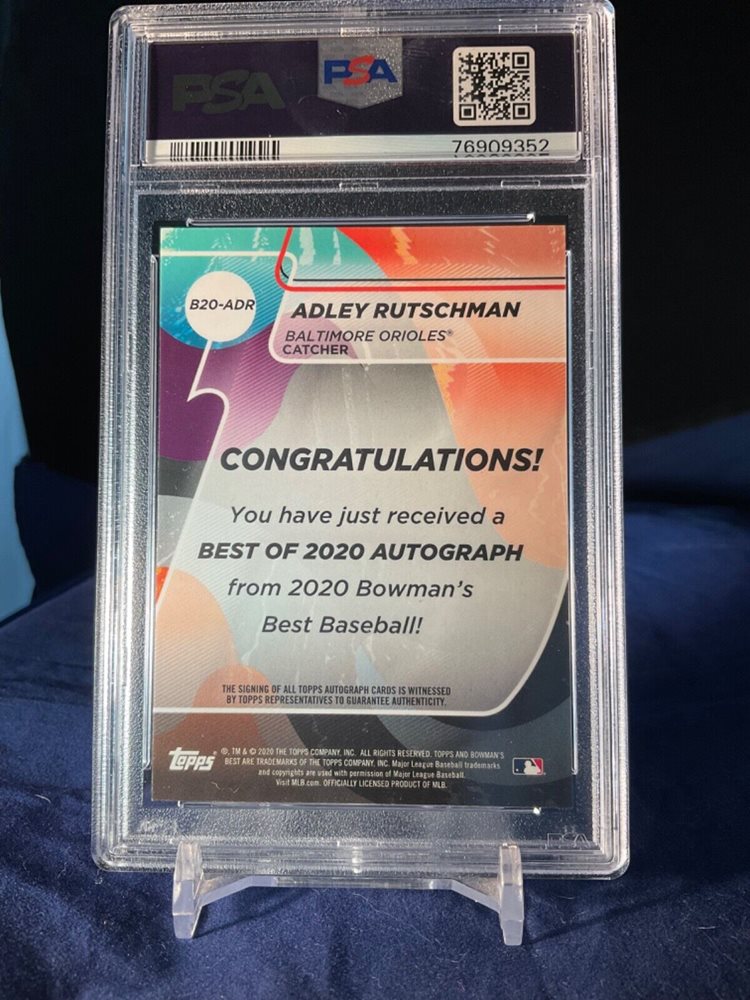 PSA
PSA
76909352
B20-ADR
ADLEY RUTSCHMAN
BALTIMORE ORIOLES®
CATCHER
CONGRATULATIONS!
You have just received a
BEST OF 2020 AUTOGRAPH
from 2020 Bowman's
Best Baseball!
THE SIGNING OF ALL TOPPS AUTOGRAPH CARDS IS WITNESSED
BY TOPPS REPRESENTATIVES TO GUARANTEE AUTHENTICITY.
topps
®, TM & © 2020 THE TOPPS COMPANY, INC. ALL RIGHTS RESERVED. TOPPS AND BOWMAN'S
BEST ARE TRADEMARKS OF THE TOPPS COMPANY, INC. Major League Baseball trademarks
and copyrights are used with permission of Major League Baseball.
Visit MLB.com. OFFICIALLY LICENSED PRODUCT OF MLB.
PSA